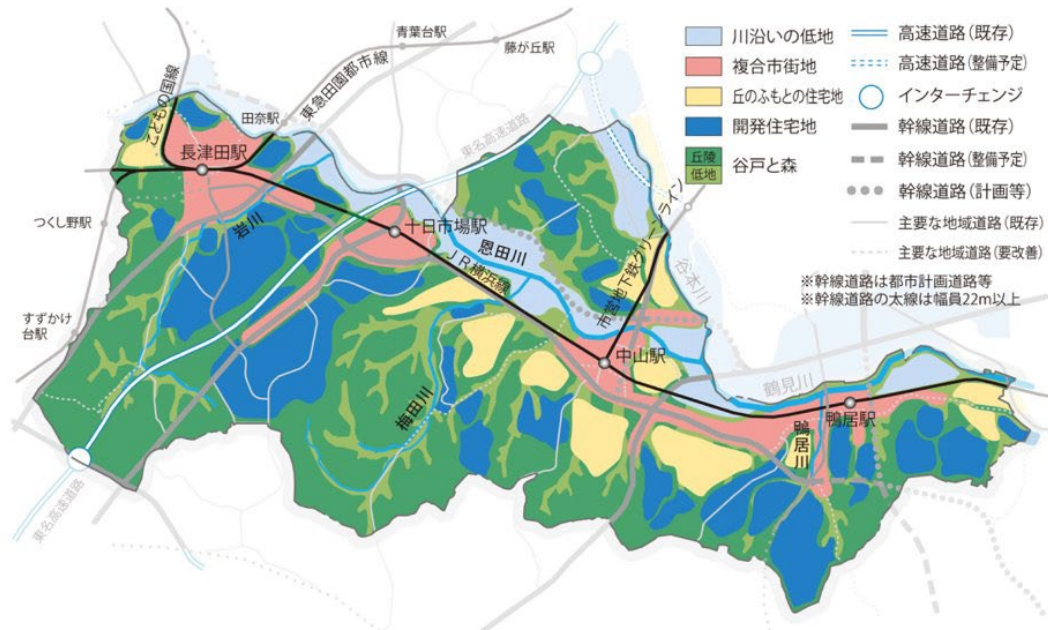 青葉台駅
藤が丘駅
こどもの国線
東急田園都市線
田奈駅
東名高速道路
長津田駅
つくし野駅
岩川
十日市場駅
恩田川
JR横浜線
市営地下鉄グリーンライン
谷本川
すずかけ
台駅
中山駅
梅田川
鶴見川
鴨居駅
鴨居川
東名高速道路
川沿いの低地
複合市街地
丘のふもとの住宅地
開発住宅地
丘陵
低地
谷戸と森
高速道路(既存)
高速道路(整備予定)
インターチェンジ
幹線道路(既存)
幹線道路(整備予定)
幹線道路(計画等)
主要な地域道路(既存)
主要な地域道路(要改善)
※幹線道路は都市計画道路等
※幹線道路の太線は幅員22m以上